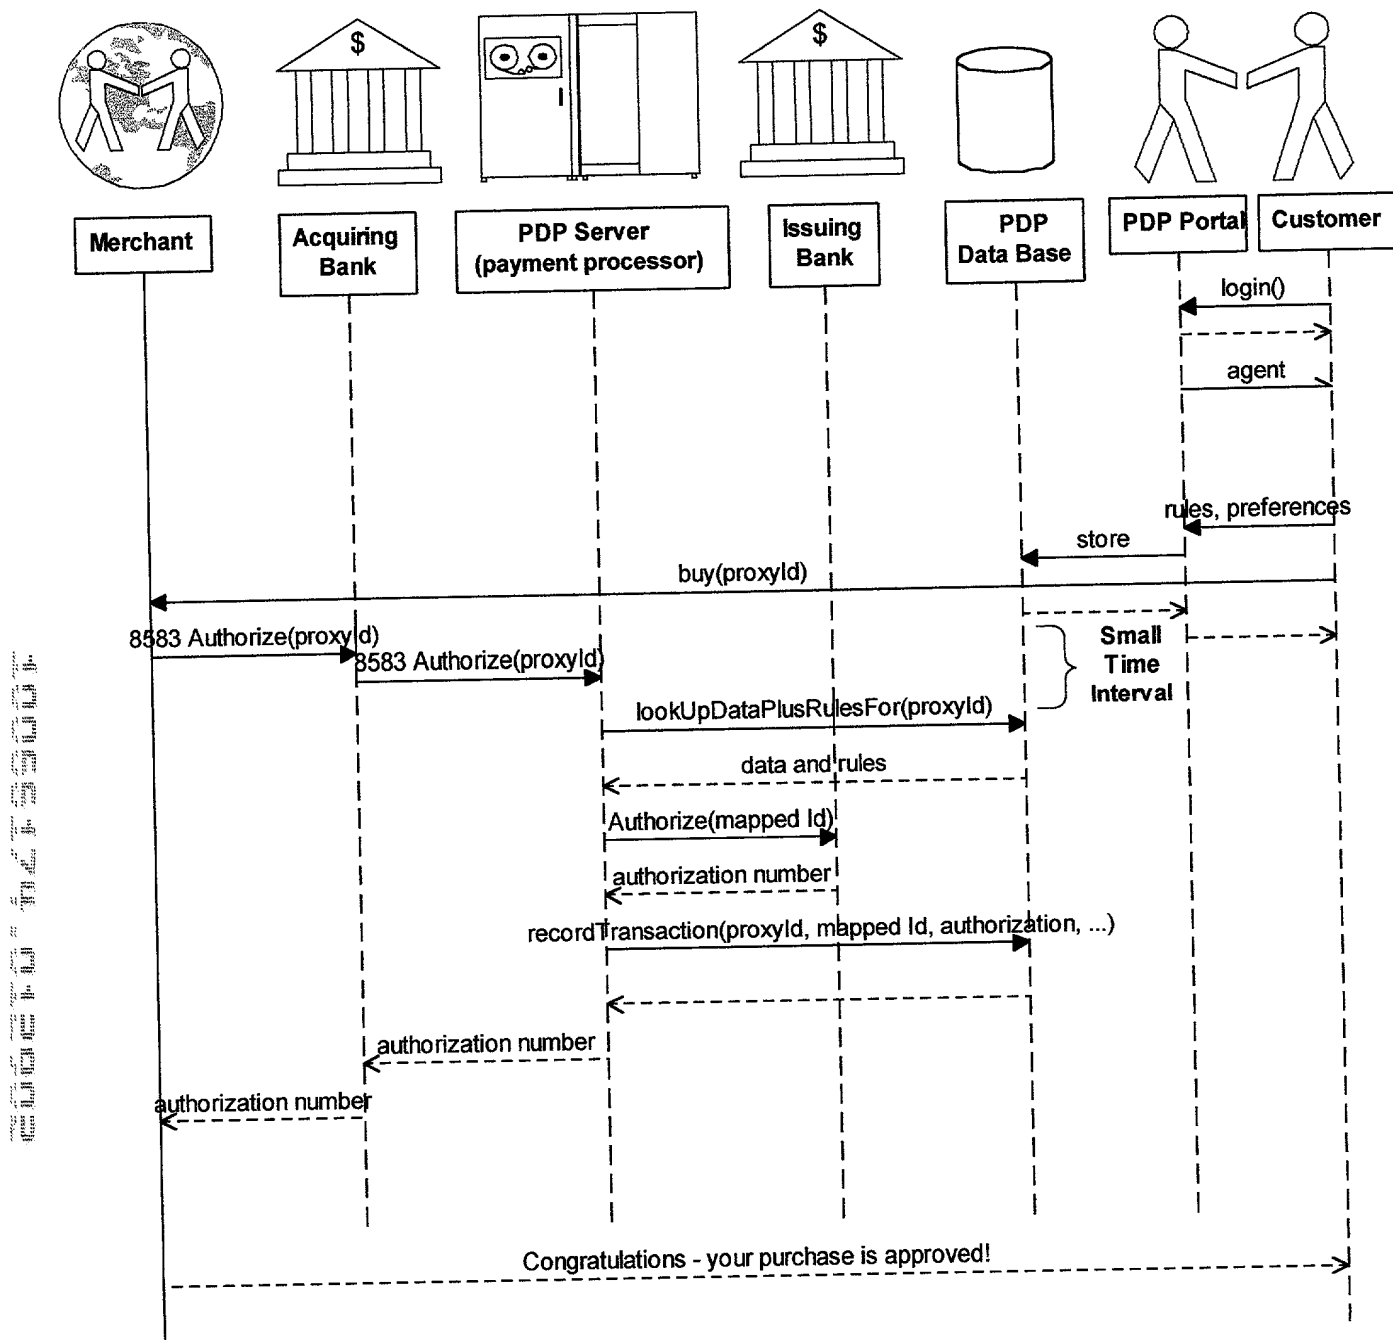 $
$
Merchant
Acquiring
Bank
PDP Server
(payment processor)
Issuing
Bank
PDP
Data Base
PDP Portal
Customer
login()
agent
rules, preferences
store
buy(proxyId)
8583 Authorize(proxyId)
8583 Authorize(proxyId)
Small
Time
Interval
lookUpDataPlusRulesFor(proxyId)
data and rules
Authorize(mapped Id)
authorization number
recordTransaction(proxyId, mapped Id, authorization, ...)
authorization number
authorization number
Congratulations - your purchase is approved!